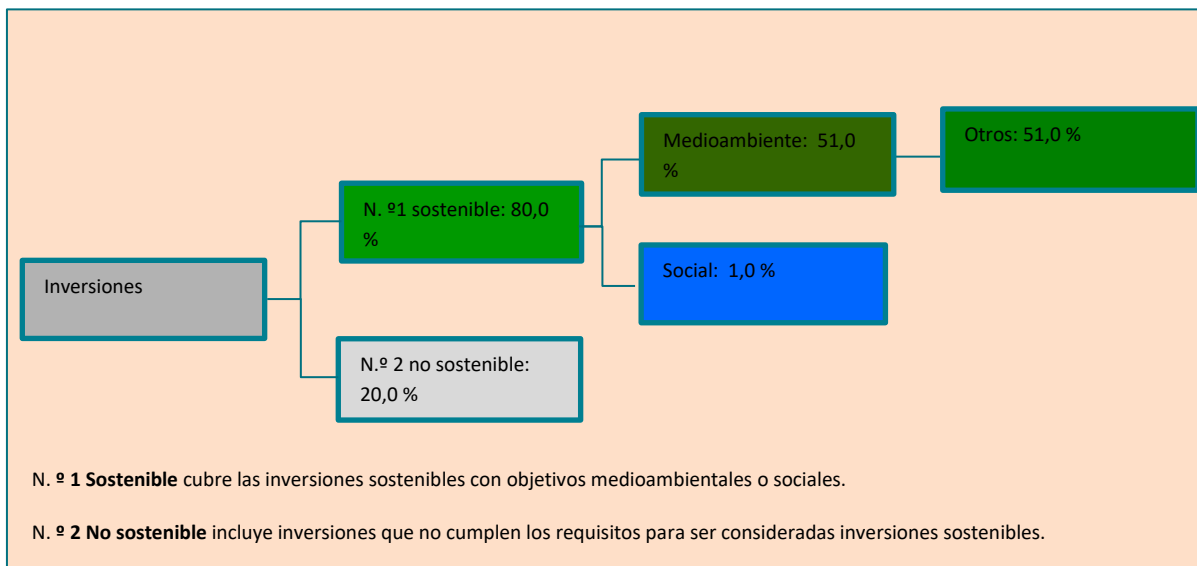 Medioambiente: 51,0
%
Otros: 51,0 %
N. º1 sostenible: 80,0
%
Social: 1,0 %
Inversiones
N.º 2 no sostenible:
20,0 %
N. º 1 Sostenible cubre las inversiones sostenibles con objetivos medioambientales o sociales.
N. º 2 No sostenible incluye inversiones que no cumplen los requisitos para ser consideradas inversiones sostenibles.